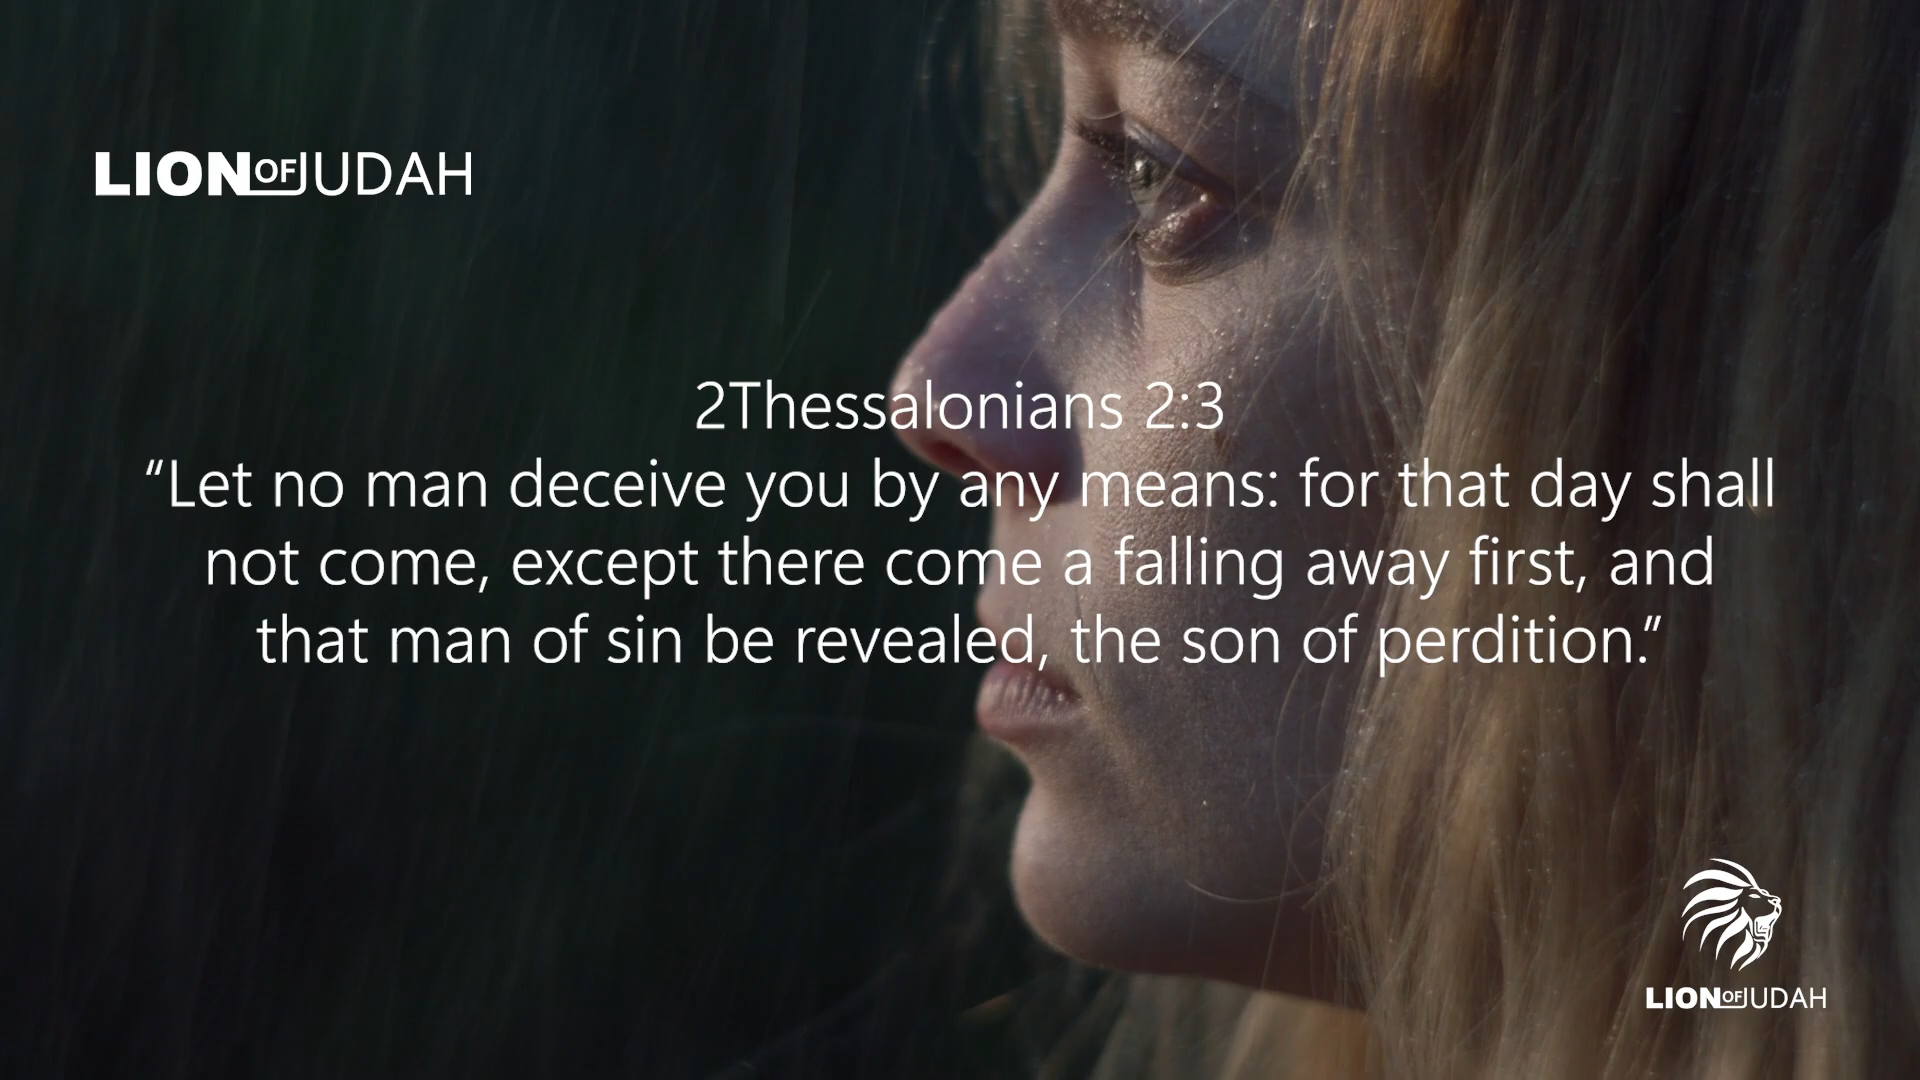 LION OF JUDAH
2Thessalonians 2:3
“Let no man deceive you by any means: for that day shall
not come, except there come a falling away first, and
that man of sin be revealed, the son of perdition.”
LION OF JUDAH